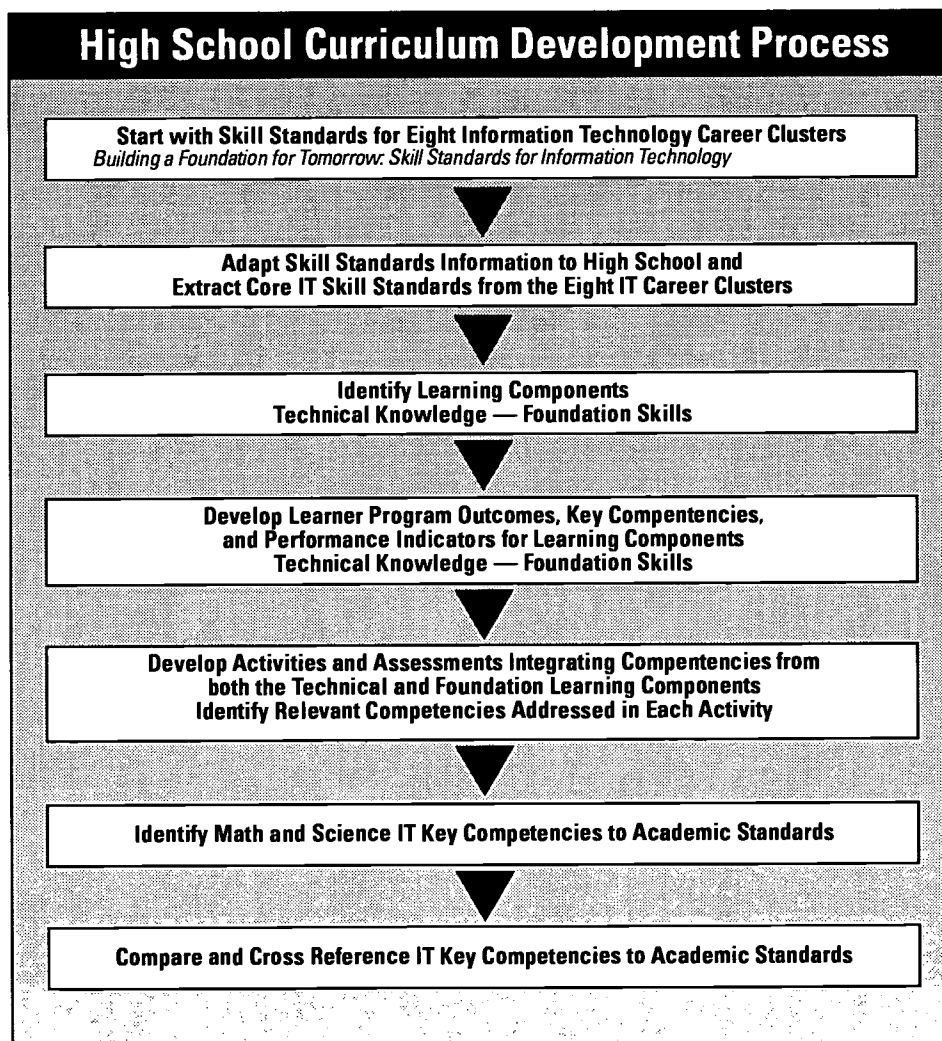 High School Curriculum Development Process
Start with Skill Standards for Eight Information Technology Career Clusters
Building a Foundation for Tomorrow: Skill Standards for Information Technology
Adapt Skill Standards Information to High School and
Extract Core IT Skill Standards from the Eight IT Career Clusters
Identify Learning Components
Technical Knowledge — Foundation Skills
Develop Learner Program Outcomes, Key Compentencies,
and Performance Indicators for Learning Components
Technical Knowledge — Foundation Skills
Develop Activities and Assessments Integrating Compentencies from
both the Technical and Foundation Learning Components
Identify Relevant Competencies Addressed in Each Activity
Identify Math and Science IT Key Competencies to Academic Standards
Compare and Cross Reference IT Key Competencies to Academic Standards